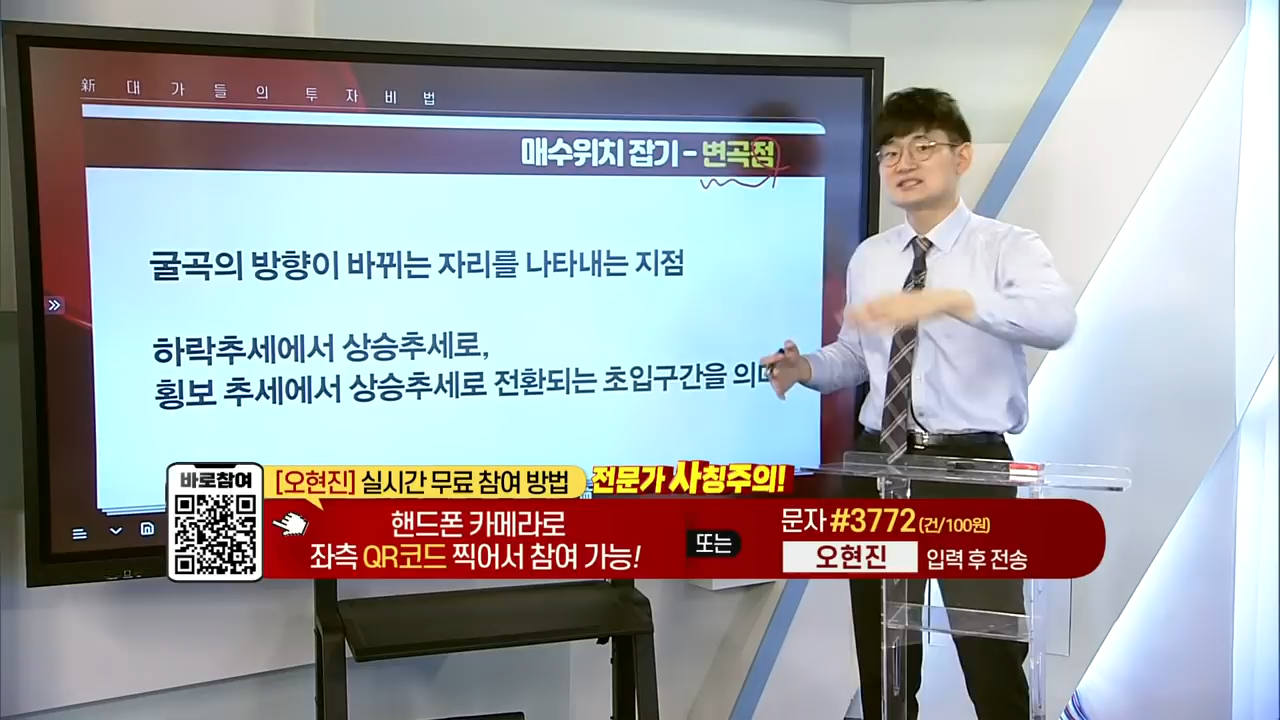 新 대 가 들 의 투 자 비 법
매수위치 잡기 - 변곡점
굴곡의 방향이 바뀌는 자리를 나타내는 지점
하락추세에서 상승추세로,
횡보 추세에서 상승추세로 전환되는 초입구간을
바로참여
[오현진] 실시간 무료 참여 방법
전문가 사칭주의!
핸드폰 카메라로
좌측 QR코드 찍어서 참여 가능!
또는
문자 #3772 (건/100원)
오현진 입력 후 전송